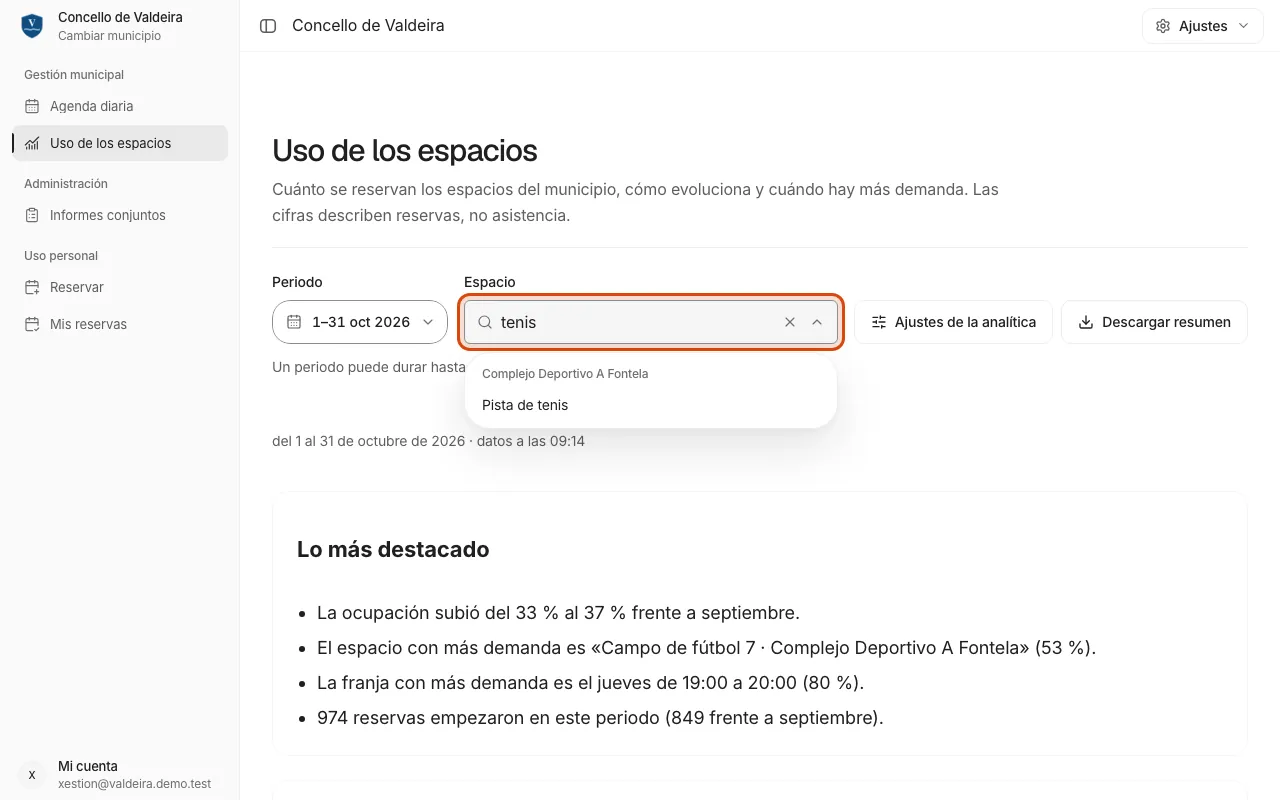 Concello de Valdeira
Cambiar municipio
Gestión municipal
Agenda diaria
Uso de los espacios
Administración
Informes conjuntos
Uso personal
Reservar
Mis reservas
X
Mi cuenta
xestion@valdeira.demo.test
Concello de Valdeira
Ajustes
Uso de los espacios
Cuánto se reservan los espacios del municipio, cómo evoluciona y cuándo hay más demanda. Las
cifras describen reservas, no asistencia.
Periodo
Espacio
1–31 oct 2026
tenis
Ajustes de la analítica
Descargar resumen
Un periodo puede durar hasta
Complejo Deportivo A Fontela
Pista de tenis
del 1 al 31 de octubre de 2026 · datos a las 09:14
Lo más destacado
• La ocupación subió del 33 % al 37 % frente a septiembre.
• El espacio con más demanda es «Campo de fútbol 7 · Complejo Deportivo A Fontela» (53 %).
• La franja con más demanda es el jueves de 19:00 a 20:00 (80 %).
• 974 reservas empezaron en este periodo (849 frente a septiembre).